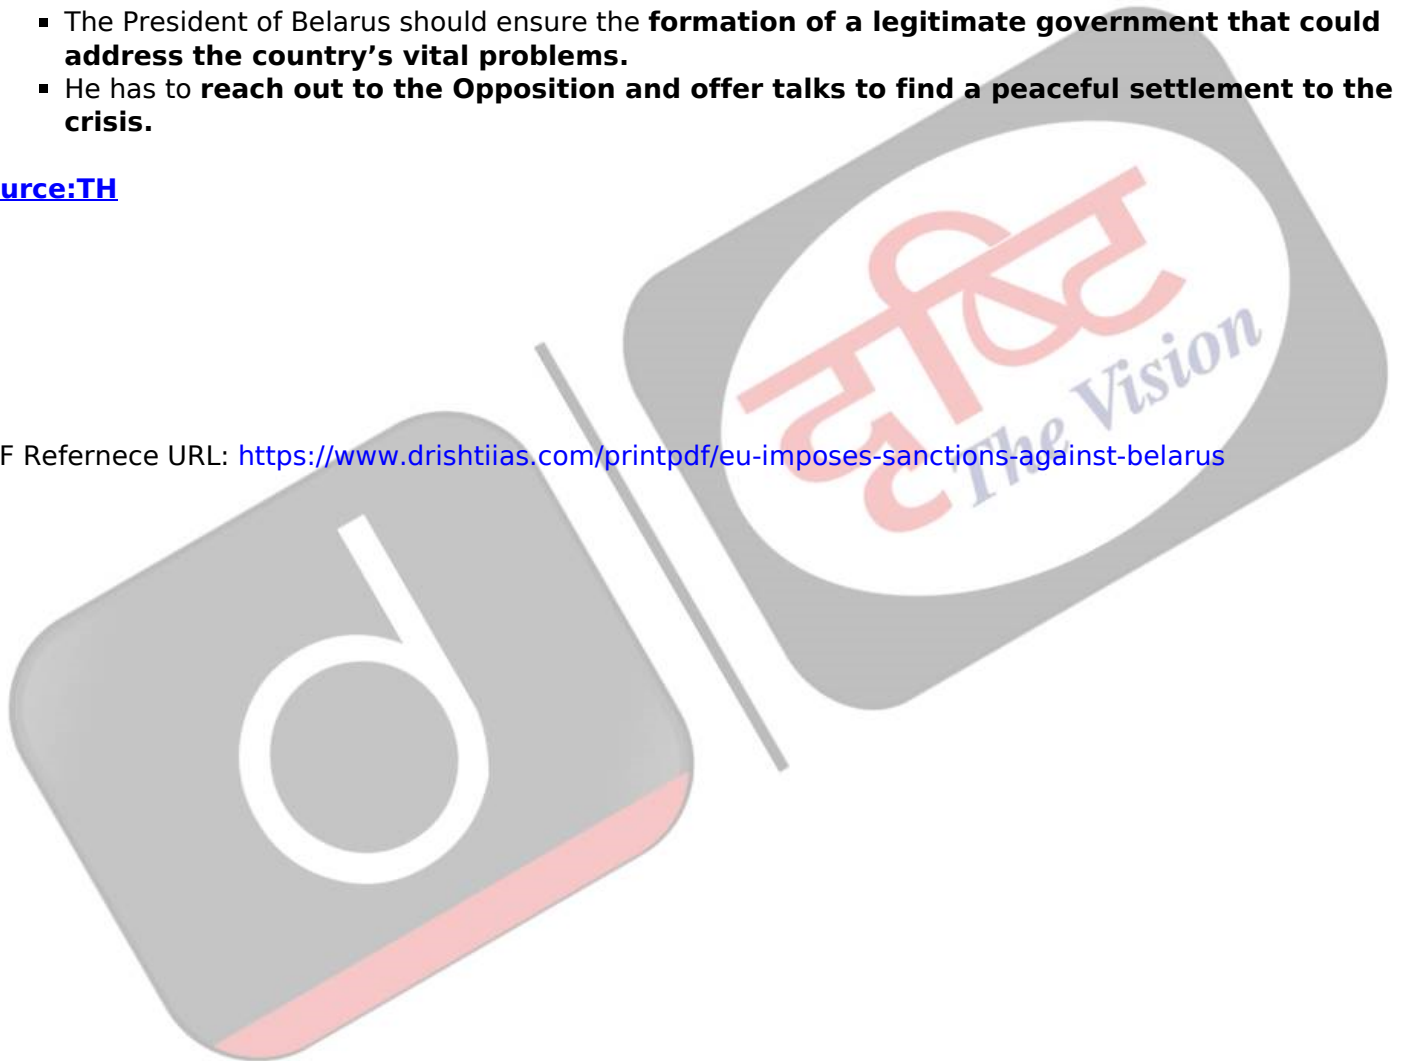 ▪ The President of Belarus should ensure the formation of a legitimate government that could
address the country’s vital problems.
▪ He has to reach out to the Opposition and offer talks to find a peaceful settlement to the
crisis.
urce:TH
दृष्टि
The Vision
F Refernece URL: https://www.drishtiias.com/printpdf/eu-imposes-sanctions-against-belarus
d